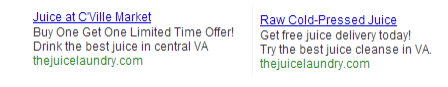 Juice at C'Ville Market
Buy One Get One Limited Time Offer!
Drink the best juice in central VA
thejuicelaundry.com
Raw Cold-Pressed Juice
Get free juice delivery today!
Try the best juice cleanse in VA.
thejuicelaundry.com